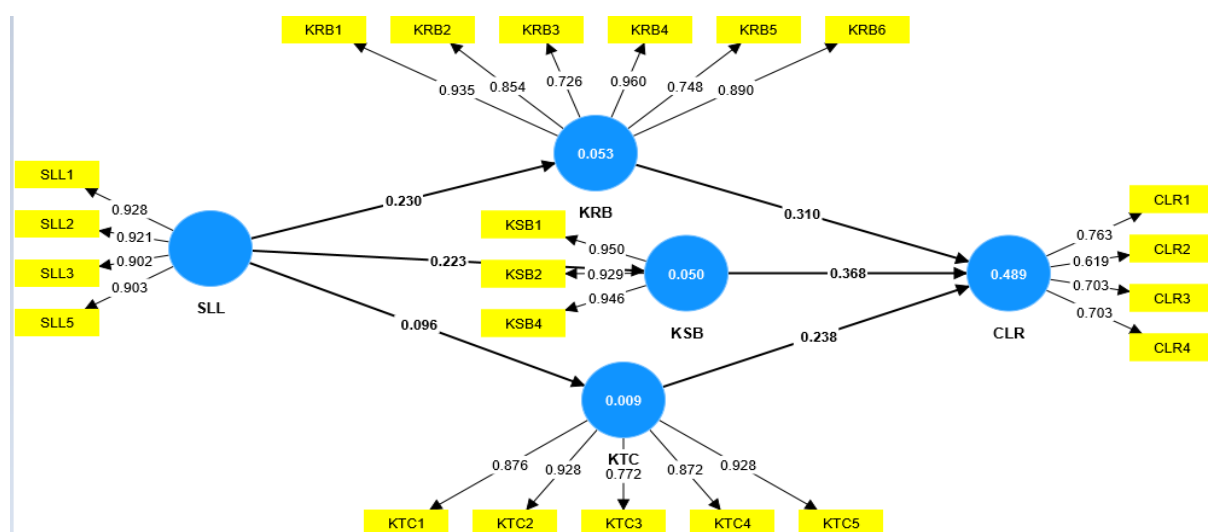 KRB1
KRB2
KRB3
KRB4
KRB5
KRB6
0.935
0.854
0.726
0.960
0.748
0.890
0.053
KRB
SLL1
SLL2
SLL3
SLL5
0.928
0.921
0.902
0.903
SLL
0.230
0.223
0.096
KSB1
KSB2
KSB4
0.950
0.929
0.946
0.050
KSB
0.310
0.368
0.238
0.489
CLR
0.763
0.619
0.703
0.703
CLR1
CLR2
CLR3
CLR4
0.009
KTC
0.876
0.928
0.772
0.872
0.928
KTC1
KTC2
KTC3
KTC4
KTC5